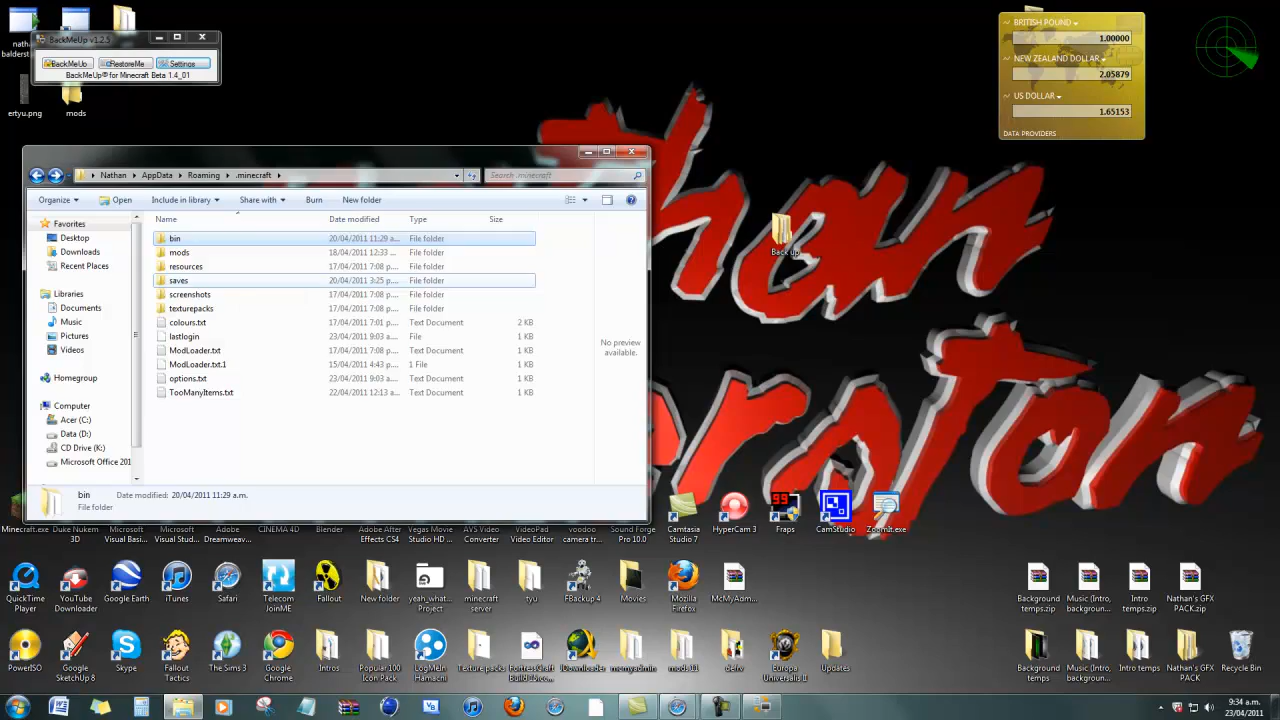 BackMeUp v1.2.5
BackMeUp
RestoreMe
Settings
BackMeUp® for Minecraft Beta 1.4_01
ertyu.png
mods
BRITISH POUND
1.00000
NEW ZEALAND DOLLAR
2.05879
US DOLLAR
1.65153
DATA PROVIDERS
Nathan
AppData
Roaming
.minecraft
Search .minecraft
Organize
Open
Include in library
Share with
Burn
New folder
Name
Date modified
Type
Size
Favorites
Desktop
Downloads
Recent Places
Libraries
Documents
Music
Pictures
Videos
Homegroup
Computer
Acer (C:)
Data (D:)
CD Drive (K:)
Microsoft Office 201
bin 20/04/2011 11:29 a... File folder
mods 18/04/2011 12:33 ... File folder
resources 17/04/2011 7:08 p... File folder
saves 20/04/2011 3:25 p... File folder
screenshots 17/04/2011 7:08 p... File folder
texturepacks 17/04/2011 7:08 p... File folder
colours.txt 17/04/2011 7:01 p... Text Document 2 KB
lastlogin 23/04/2011 9:03 a... File 1 KB
ModLoader.txt 17/04/2011 7:08 p... Text Document 1 KB
ModLoader.txt.1 15/04/2011 4:43 p... 1 File 1 KB
options.txt 23/04/2011 9:03 a... Text Document 1 KB
TooManyItems.txt 22/04/2011 12:13 a... Text Document 1 KB
No preview
available.
bin Date modified: 20/04/2011 11:29 a.m.
File folder
Back up
Minecraft.exe
Duke Nukem 3D
Microsoft Visual Basic...
Microsoft Visual Stud...
Adobe Dreamweav...
CINEMA 4D
Blender
Adobe After Effects CS4
Vegas Movie Studio HD ...
AVS Video Converter
VideoPad Video Editor
voodoo camera tr...
Sound Forge Pro 10.0
Camtasia Studio 7
HyperCam 3
Fraps
CamStudio
ZoomIt.exe
QuickTime Player
YouTube Downloader
Google Earth
iTunes
Safari
Telecom JoinME
Fallout
New folder
yeah_what... Project
minecraft server
tyu
FBackup 4
Movies
Mozilla Firefox
McMyAdm...
Background temps.zip
Music (Intro, backgroun...
Intro temps.zip
Nathan's GFX PACK.zip
PowerISO
Google SketchUp 8
Skype
Fallout Tactics
The Sims 3
Google Chrome
Intros
Popular 100 Icon Pack
LogMeIn Hamachi
Texture packs
FortressCraft Build
JDownloader
mcmyadmin
mods 11
Europa Universalis II
Updates
Background temps
Music (Intro, backgroun...
Intro temps
Nathan's GFX PACK
Recycle Bin
9:34 a.m.
23/04/2011